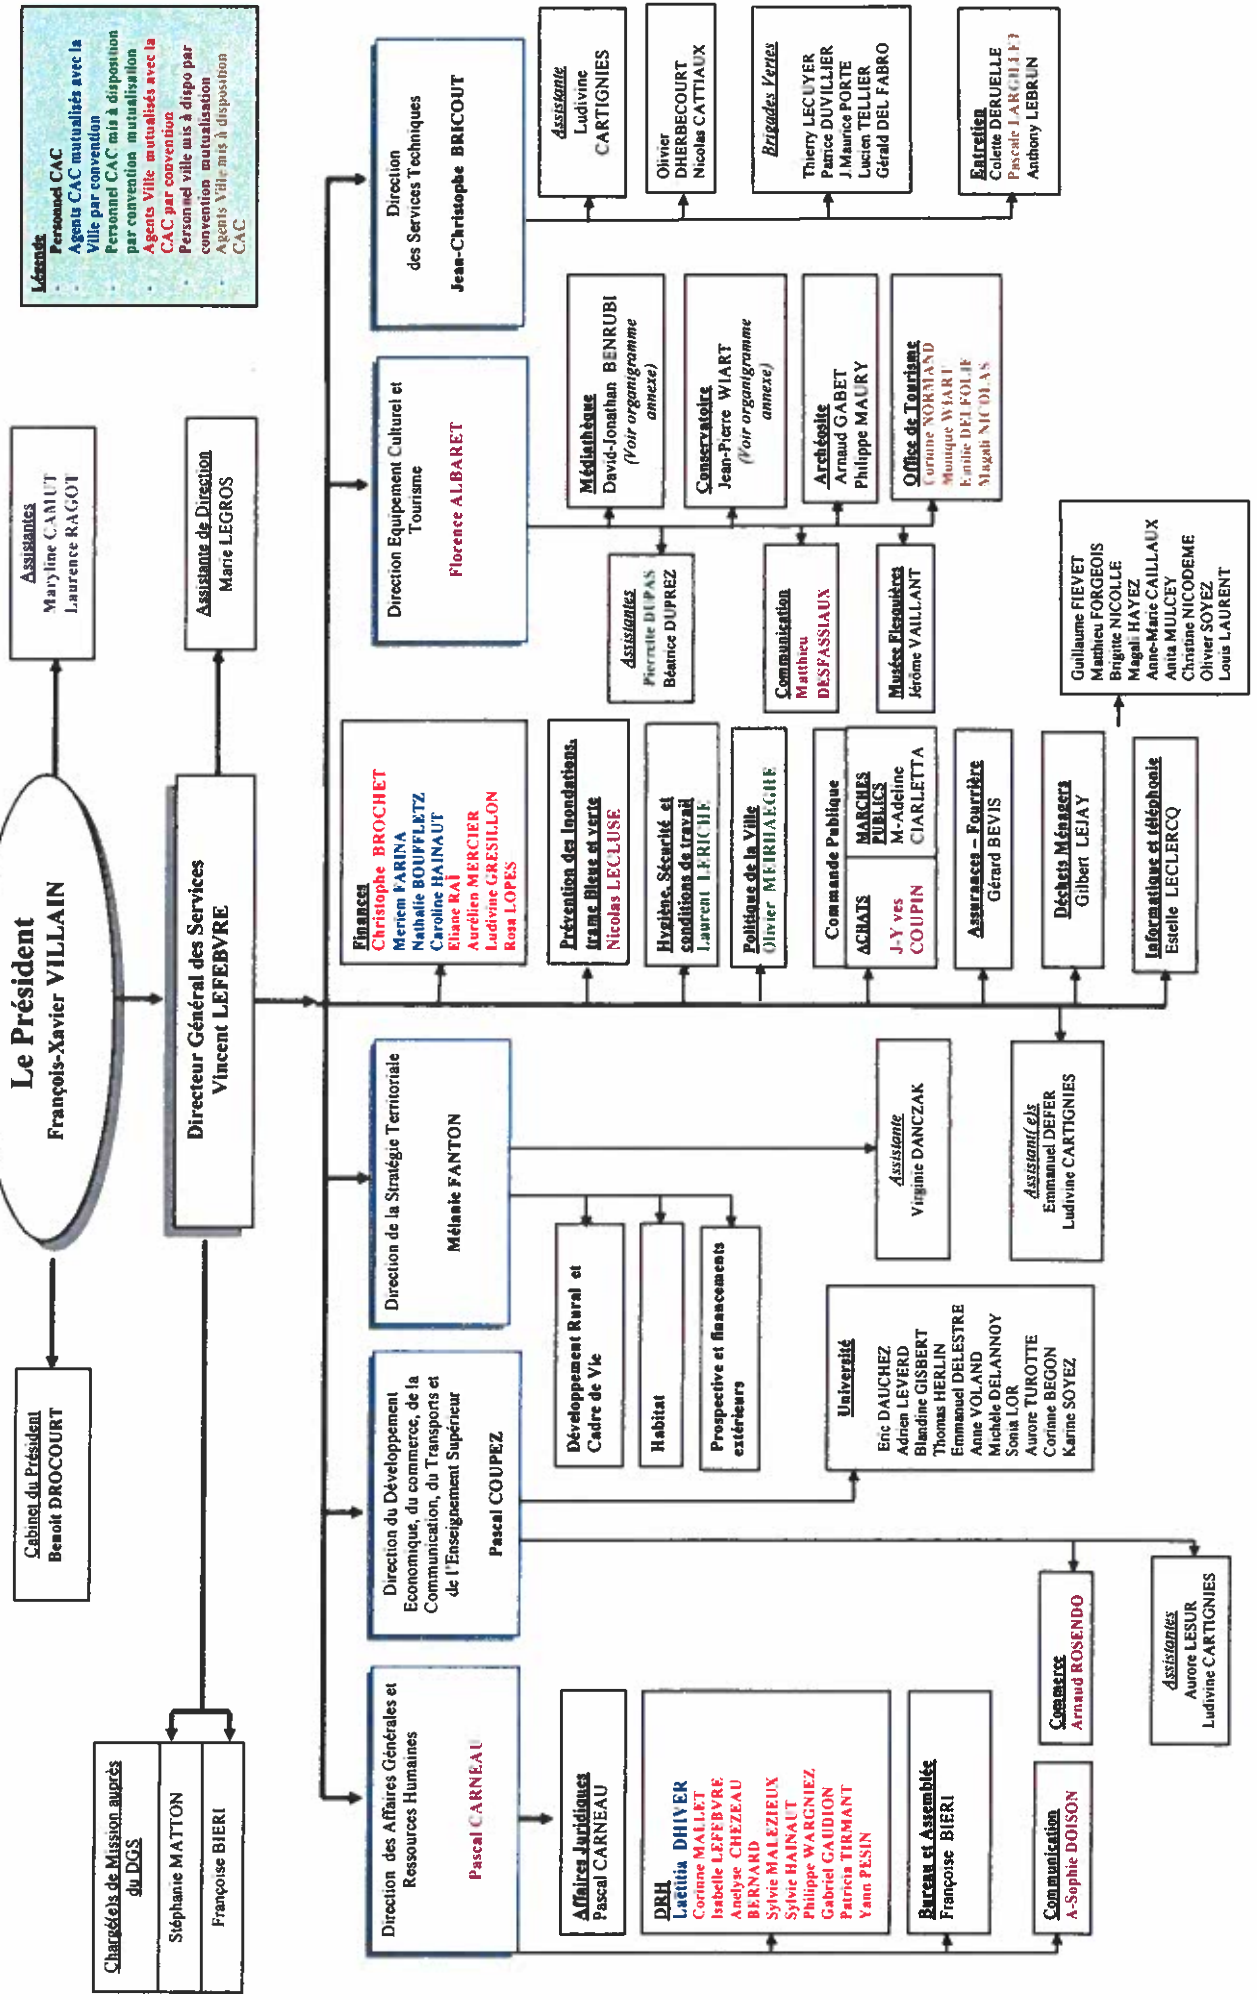 Le Président
François-Xavier VILLAIN
Cabinet du Président
Benoit DROCOURT
Assistantes
Maryline CAMUT
Laurence RAGOT
Légende
Personnel CAC
Agents CAC mutualisés avec la
Ville par convention
Personnel CAC mis à disposition
par convention mutualisation
Agents Ville mutualisés avec la
CAC par convention
Personnel ville mis à dispo par
convention mutualisation
Agents Ville mis à disposition
CAC
Directeur Général des Services
Vincent LEFEBVRE
Assistante de Direction
Marie LEGROS
Chargé(e)s de Mission auprès
du DGS
Stéphanie MATTON
Françoise BIERI
Direction des Affaires Générales et
Ressources Humaines
Pascal CARNEAU
Affaires Juridiques
Pascal CARNEAU
DRH
Laëtitia DHIVER
Corinne MALLET
Isabelle LEFEBVRE
Anelyse CHEZEAU
BERNARD
Sylvie MALEZIEUX
Sylvie HAINAUT
Philippe WARGNIEZ
Gabriel GAUDION
Patricia TIRMANT
Yann PESIN
Bureau et Assemblée
Françoise BIERI
Communication
A-Sophie DOISON
Direction du Développement
Economique, du commerce, de la
Communication, du Transports et
de l'Enseignement Supérieur
Pascal COUPEZ
Université
Eric DAUCHEZ
Adrien LEVERD
Blandine GISBERT
Thomas HERLIN
Emmanuel DELESTRE
Anne VOLAND
Michèle DELANNOY
Sonia LOR
Aurore TUROTTE
Corinne BEGON
Karine SOYEZ
Commerce
Arnaud ROSENDO
Assistantes
Aurore LESUR
Ludivine CARTIGNIES
Direction de la Stratégie Territoriale
Mélanie FANTON
Développement Rural et
Cadre de Vie
Habitat
Prospective et financements
extérieurs
Assistante
Virginie DANCZAK
Assistant(e)s
Emmanuel DEFER
Ludivine CARTIGNIES
Finances
Christophe BROCHET
Meriem FARINA
Nathalie BOUFFLETZ
Caroline HAINAUT
Eliane RAÏ
Aurélien MERCIER
Ludivine GRESILLON
Rosa LOPES
Prévention des Inondations,
trame Bleue et verte
Nicolas LECLUSE
Hygiène, Sécurité et
conditions de travail
Laurent LERICHE
Politique de la Ville
Olivier MEIRHAEGHE
Commande Publique
ACHATS
J-Yves
COUPIN
MARCHES
PUBLICS
M-Adeline
CIARLETTA
Assurances – Fourrière
Gérard BEVIS
Déchets Ménagers
Gilbert LEJAY
Guillaume FIEVET
Matthieu FORGEOIS
Brigitte NICOLLE
Magali HAYEZ
Anne-Marie CAILLAUX
Anita MULCEY
Christine NICODEME
Olivier SOYEZ
Louis LAURENT
Informatique et téléphonie
Estelle LECLERCQ
Direction Equipement Culturel et
Tourisme
Florence ALBARET
Assistantes
Pierrette DUPAS
Béatrice DUPREZ
Communication
Matthieu
DESFASSIAUX
Musée Flesquières
Jérôme VAILLANT
Médiathèque
David-Jonathan BENRUBI
(Voir organigramme
annexe)
Conservatoire
Jean-Pierre WIART
(Voir organigramme
annexe)
Archéosite
Arnaud GABET
Philippe MAURY
Office de Tourisme
Corinne NORMAND
Monique WIART
Emilie DELFOLIE
Magali NICOLAS
Direction
des Services Techniques
Jean-Christophe BRICOUT
Assistante
Ludivine
CARTIGNIES
Olivier
DHERBECOURT
Nicolas CATTIAUX
Brigades Vertes
Thierry LECUYER
Patrice DUVILLIER
J.Maurice PORTE
Lucien TELLIER
Gérald DEL FABRO
Entretien
Colette DERUELLE
Pascale LARGILLET
Anthony LEBRUN